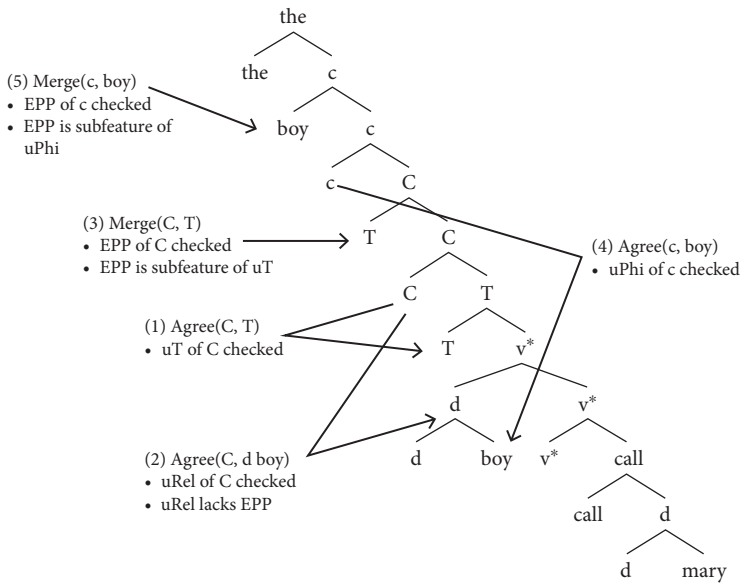 the
the c
(5) Merge(c, boy)
• EPP of c checked
• EPP is subfeature of
uPhi
boy c
c C
(3) Merge(C, T)
• EPP of C checked
• EPP is subfeature of uT
T C
(4) Agree(c, boy)
• uPhi of c checked
C T
(1) Agree(C, T)
• uT of C checked
T v*
d v*
(2) Agree(C, d boy)
• uRel of C checked
• uRel lacks EPP
d boy v* call
call d
d mary